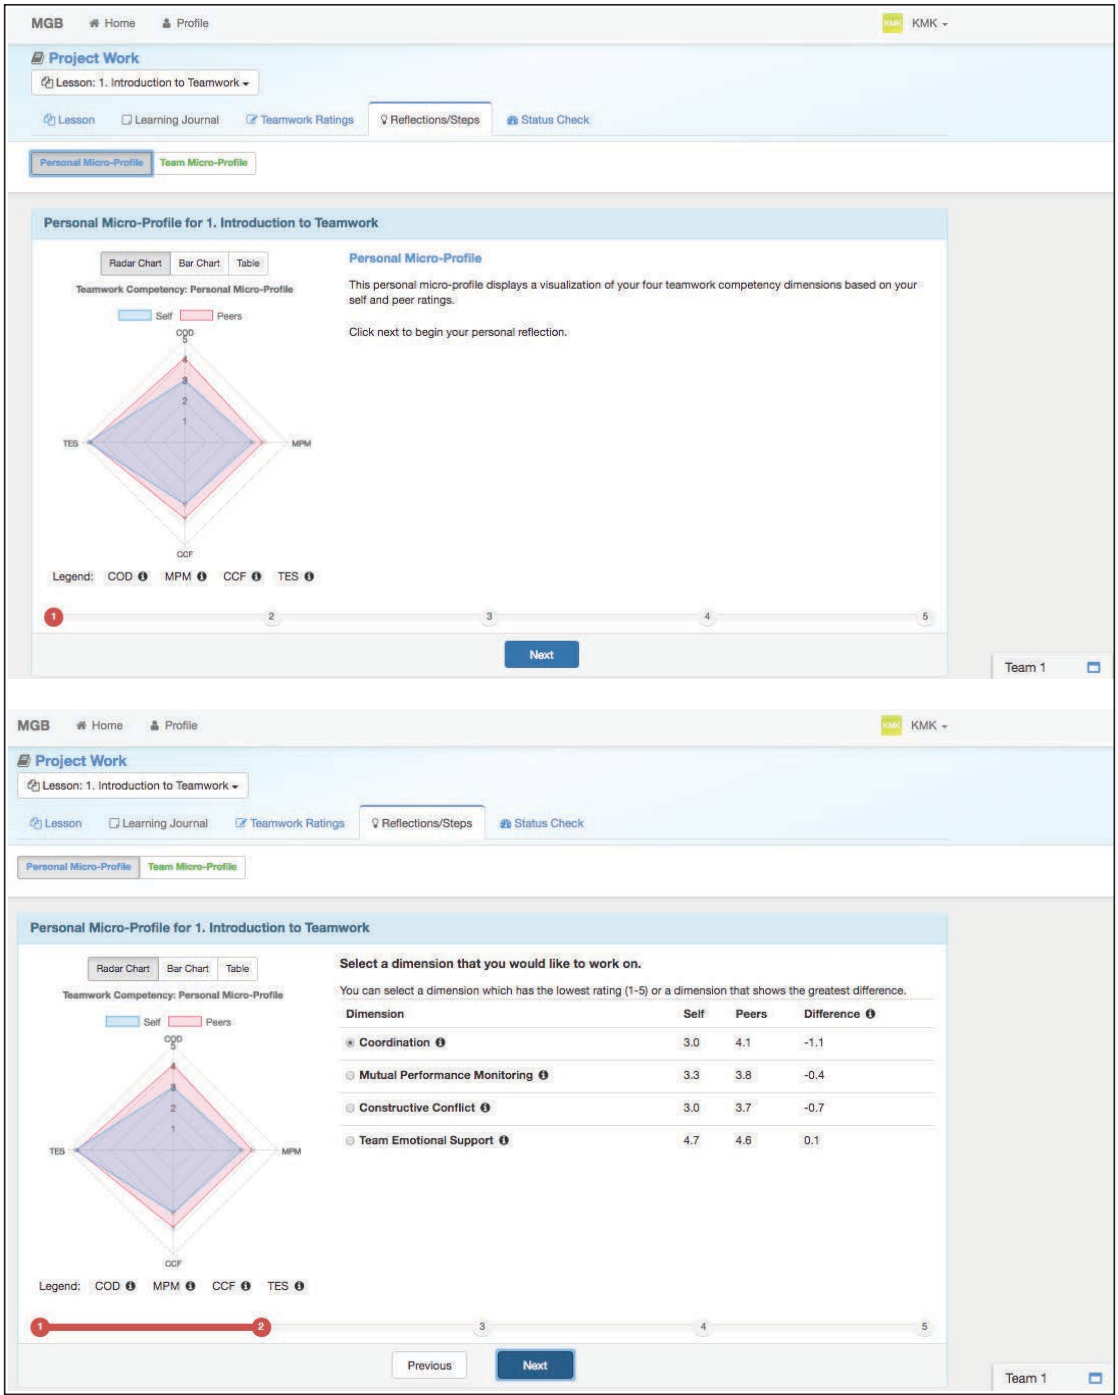 MGB Home Profile KMK KMK
Project Work
Lesson: 1. Introduction to Teamwork
Lesson Learning Journal Teamwork Ratings Reflections/Steps Status Check
Personal Micro-Profile Team Micro-Profile
Personal Micro-Profile for 1. Introduction to Teamwork
Radar Chart Bar Chart Table
Teamwork Competency: Personal Micro-Profile
Self Peers
COD
5
4
3
2
1
TES MPM
CCF
Legend: COD MPM CCF TES
Personal Micro-Profile
This personal micro-profile displays a visualization of your four teamwork competency dimensions based on your
self and peer ratings.
Click next to begin your personal reflection.
1 2 3 4 5
Next
Team 1
MGB Home Profile KMK KMK
Project Work
Lesson: 1. Introduction to Teamwork
Lesson Learning Journal Teamwork Ratings Reflections/Steps Status Check
Personal Micro-Profile Team Micro-Profile
Personal Micro-Profile for 1. Introduction to Teamwork
Radar Chart Bar Chart Table
Teamwork Competency: Personal Micro-Profile
Self Peers
COD
5
4
3
2
1
TES MPM
CCF
Legend: COD MPM CCF TES
Select a dimension that you would like to work on.
You can select a dimension which has the lowest rating (1-5) or a dimension that shows the greatest difference.
Dimension Self Peers Difference
Coordination 3.0 4.1 -1.1
Mutual Performance Monitoring 3.3 3.8 -0.4
Constructive Conflict 3.0 3.7 -0.7
Team Emotional Support 4.7 4.6 0.1
1 2 3 4 5
Previous Next
Team 1